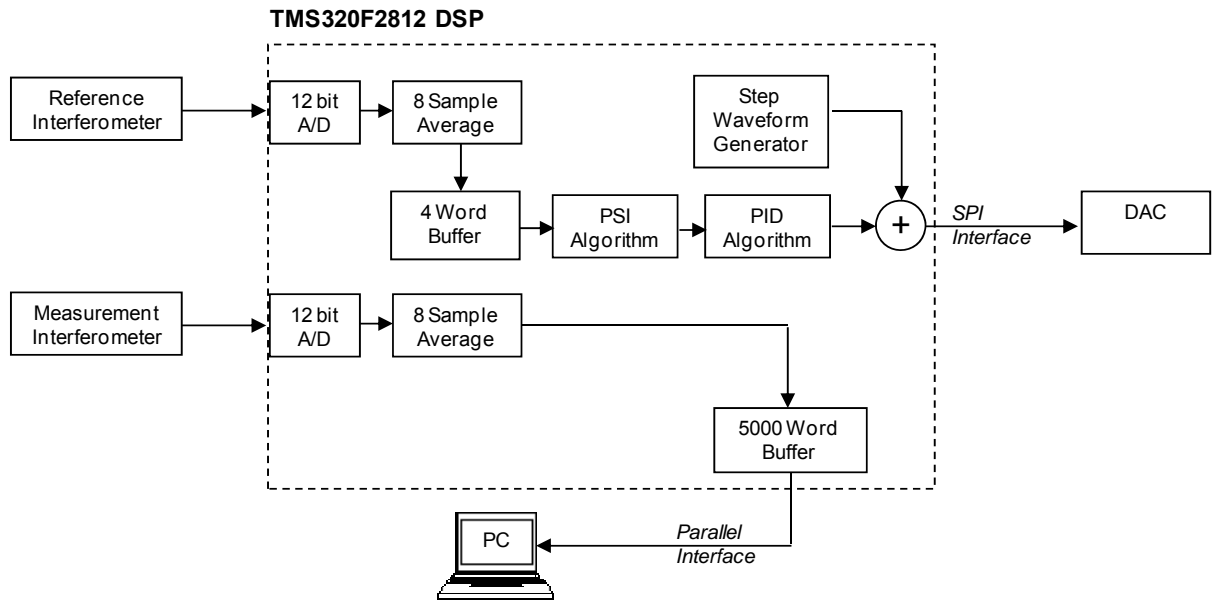 TMS320F2812 DSP
Reference
Interferometer
12 bit
A/D
8 Sample
Average
Step
Waveform
Generator
4 Word
Buffer
PSI
Algorithm
PID
Algorithm
+
SPI
Interface
DAC
Measurement
Interferometer
12 bit
A/D
8 Sample
Average
5000 Word
Buffer
PC
Parallel
Interface